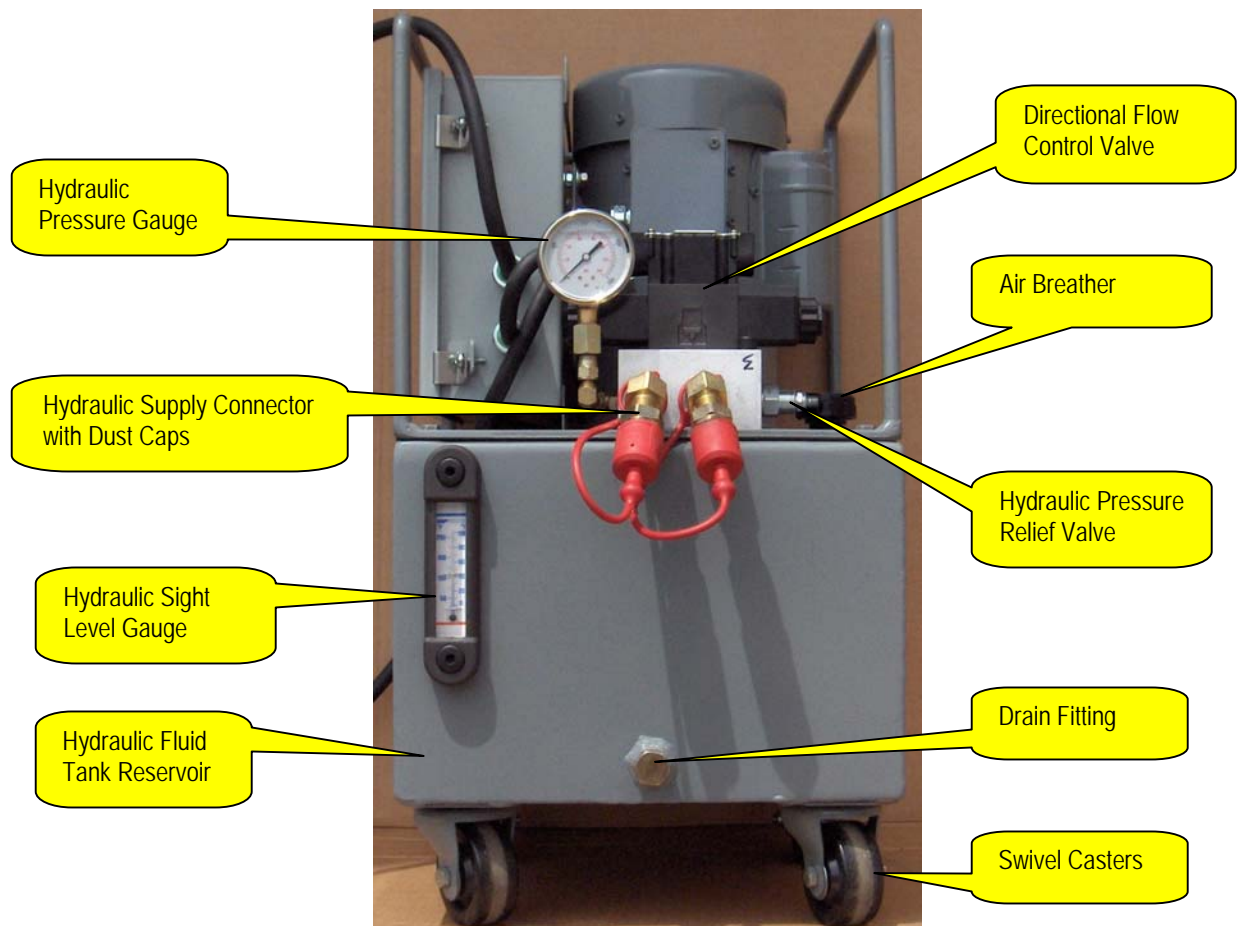 Directional Flow
Control Valve
Hydraulic
Pressure Gauge
Air Breather
Hydraulic Supply Connector
with Dust Caps
Hydraulic Pressure
Relief Valve
Hydraulic Sight
Level Gauge
Drain Fitting
Hydraulic Fluid
Tank Reservoir
Swivel Casters